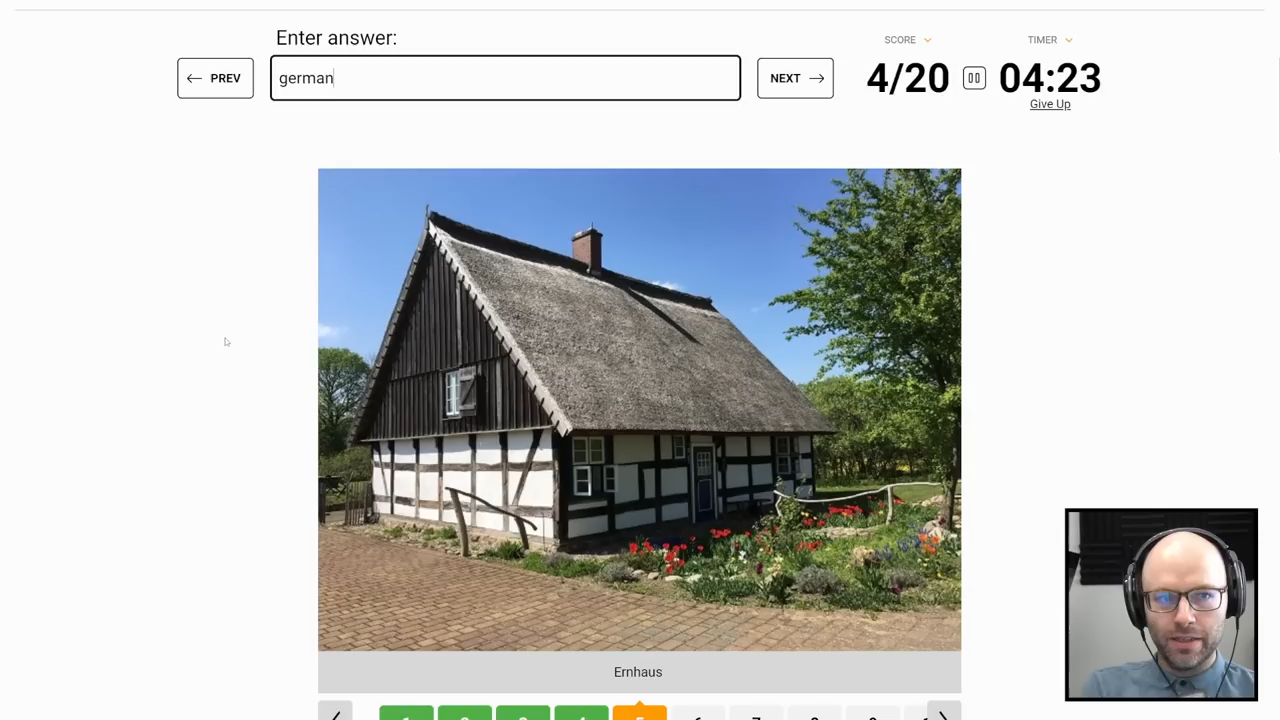 Enter answer:
SCORE
TIMER
← PREV
german
NEXT →
4/20
04:23
Give Up
Ernhaus